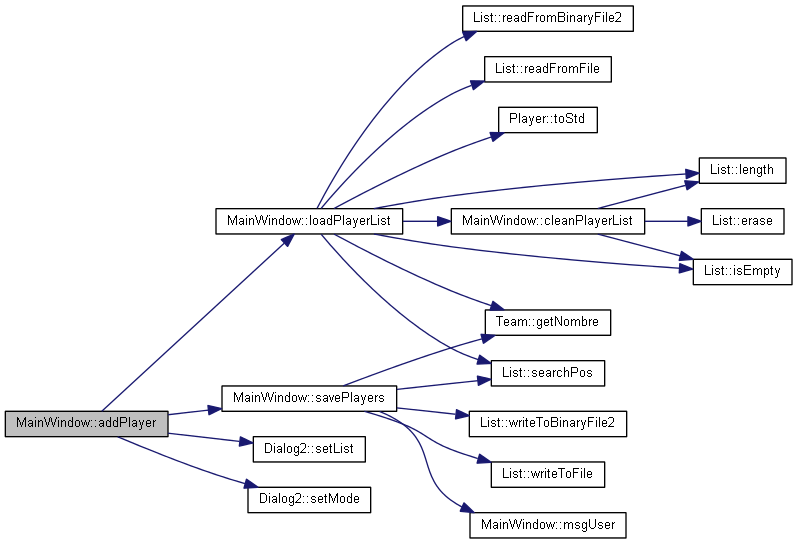 List::readFromBinaryFile2
List::readFromFile
Player::toStd
List::length
MainWindow::loadPlayerList
MainWindow::cleanPlayerList
List::erase
List::isEmpty
Team::getNombre
List::searchPos
MainWindow::addPlayer
MainWindow::savePlayers
List::writeToBinaryFile2
Dialog2::setList
List::writeToFile
Dialog2::setMode
MainWindow::msgUser